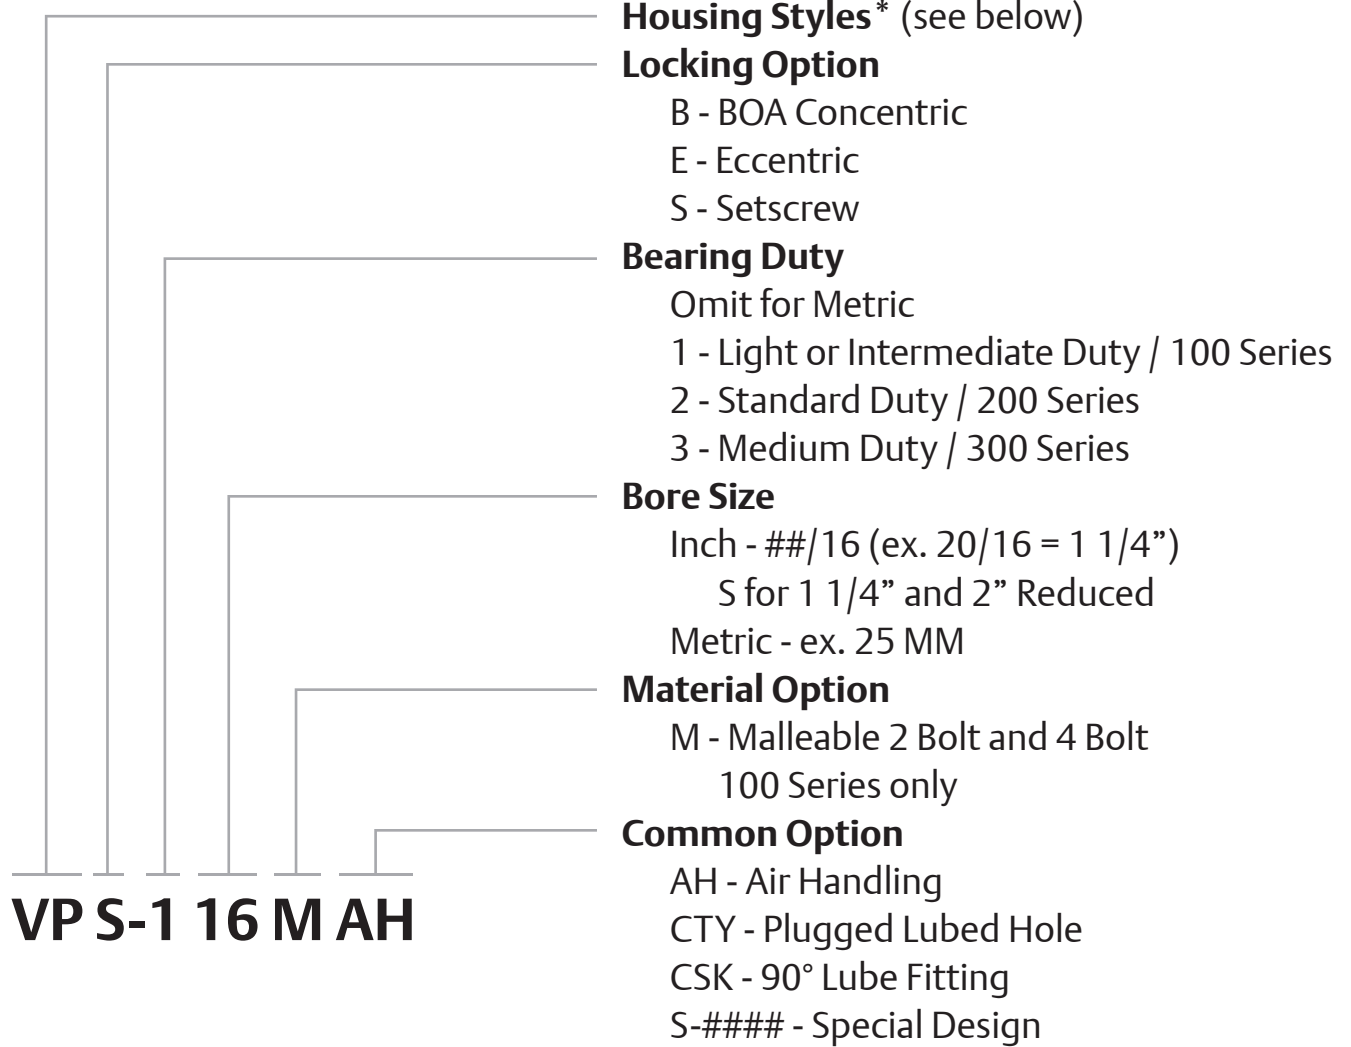 Housing Styles* (see below)
Locking Option
B - BOA Concentric
E - Eccentric
S - Setscrew
Bearing Duty
Omit for Metric
1 - Light or Intermediate Duty / 100 Series
2 - Standard Duty / 200 Series
3 - Medium Duty / 300 Series
Bore Size
Inch - ##/16 (ex. 20/16 = 1 1/4”)
S for 1 1/4” and 2” Reduced
Metric - ex. 25 MM
Material Option
M - Malleable 2 Bolt and 4 Bolt
100 Series only
Common Option
AH - Air Handling
CTY - Plugged Lubed Hole
CSK - 90° Lube Fitting
S-#### - Special Design
VP S-1 16 M AH